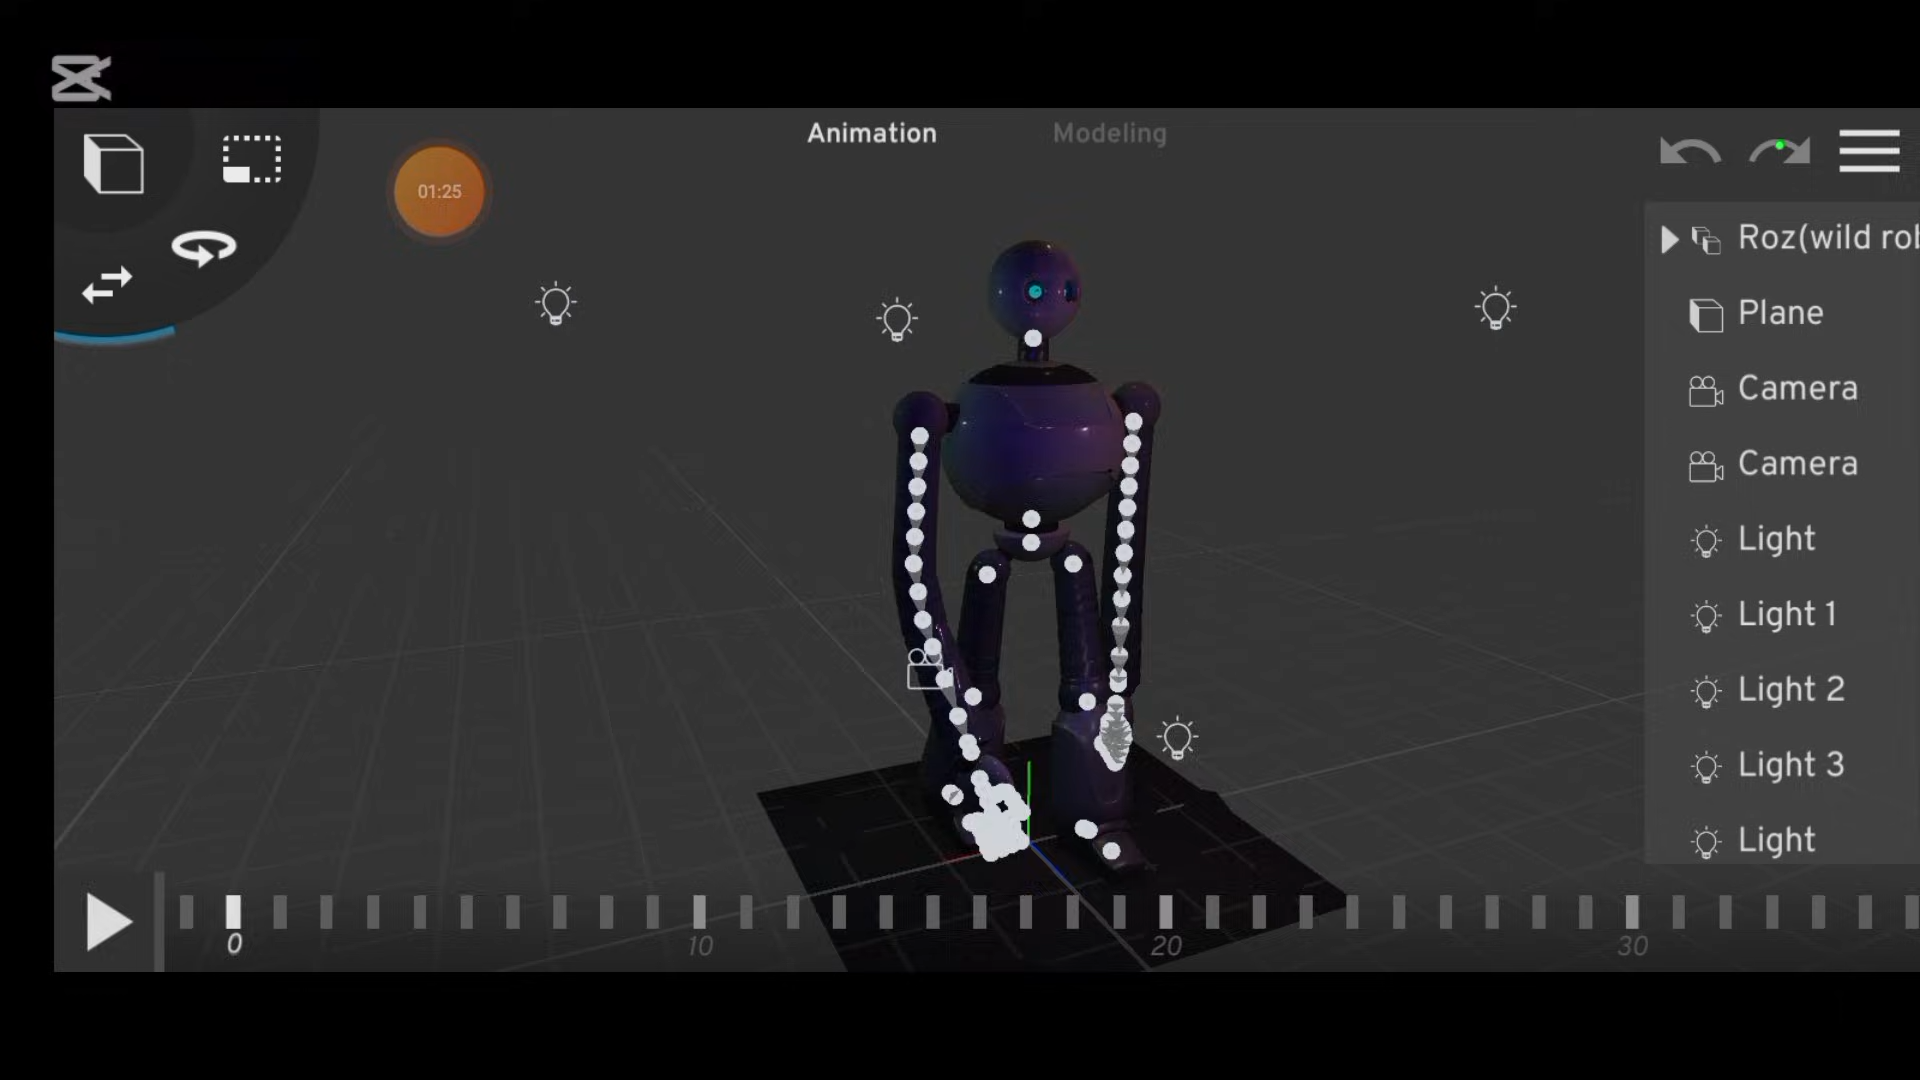 Animation Modeling
01:25
Roz(wild rob
Plane
Camera
Camera
Light
Light 1
Light 2
Light 3
Light
0 10 20 30